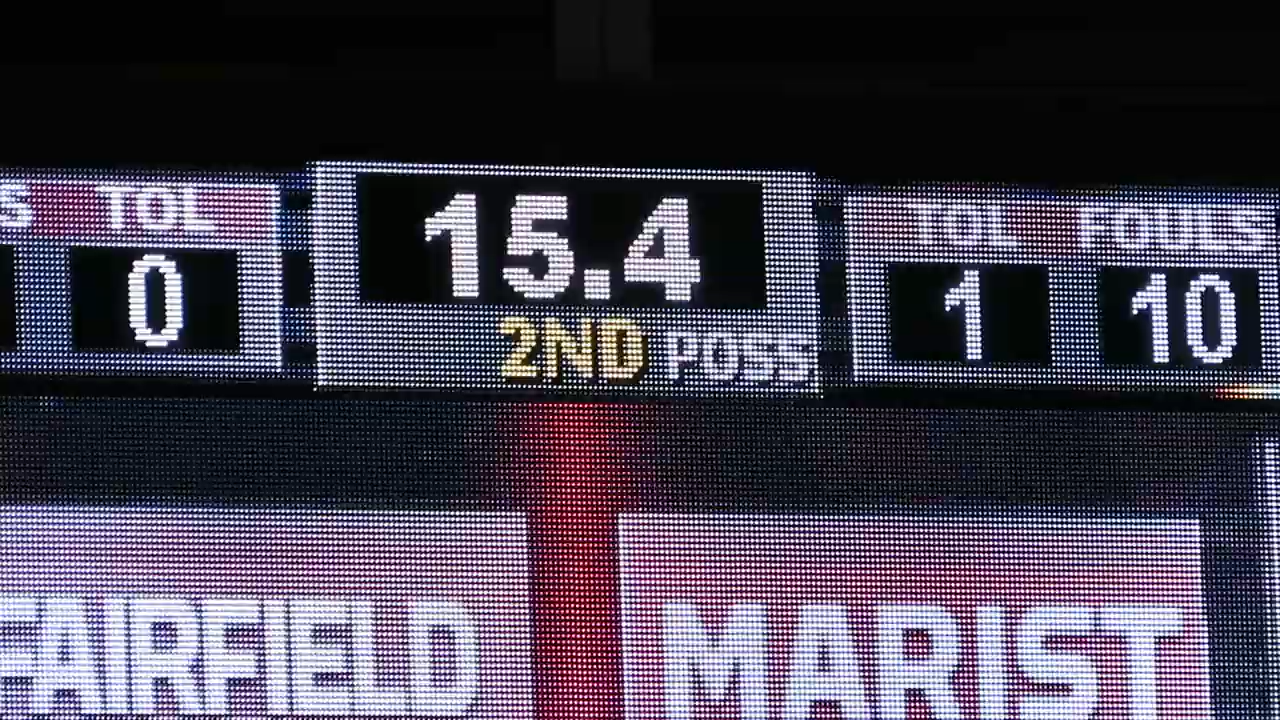 S TOL
0
15.4
2ND POSS
TOL FOULS
1 10
FAIRFIELD
MARIST